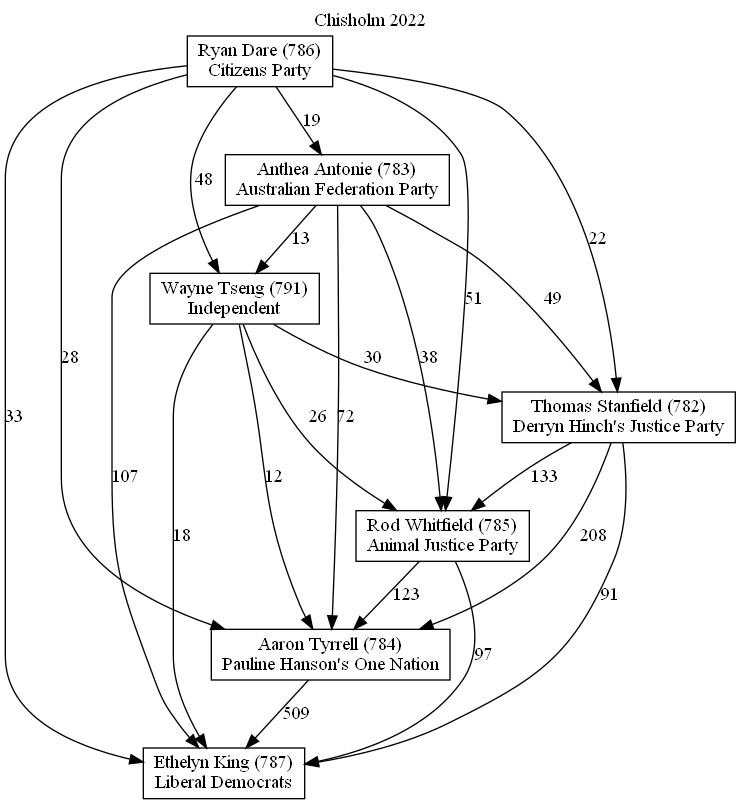 Chisholm 2022
Ryan Dare (786)
Citizens Party
19
Anthea Antonie (783)
Australian Federation Party
48
13
22
Wayne Tseng (791)
Independent
51
49
28
38
30
33
26
72
Thomas Stanfield (782)
Derryn Hinch's Justice Party
107
12
133
Rod Whitfield (785)
Animal Justice Party
18
208
123
91
Aaron Tyrrell (784)
Pauline Hanson's One Nation
97
509
Ethelyn King (787)
Liberal Democrats